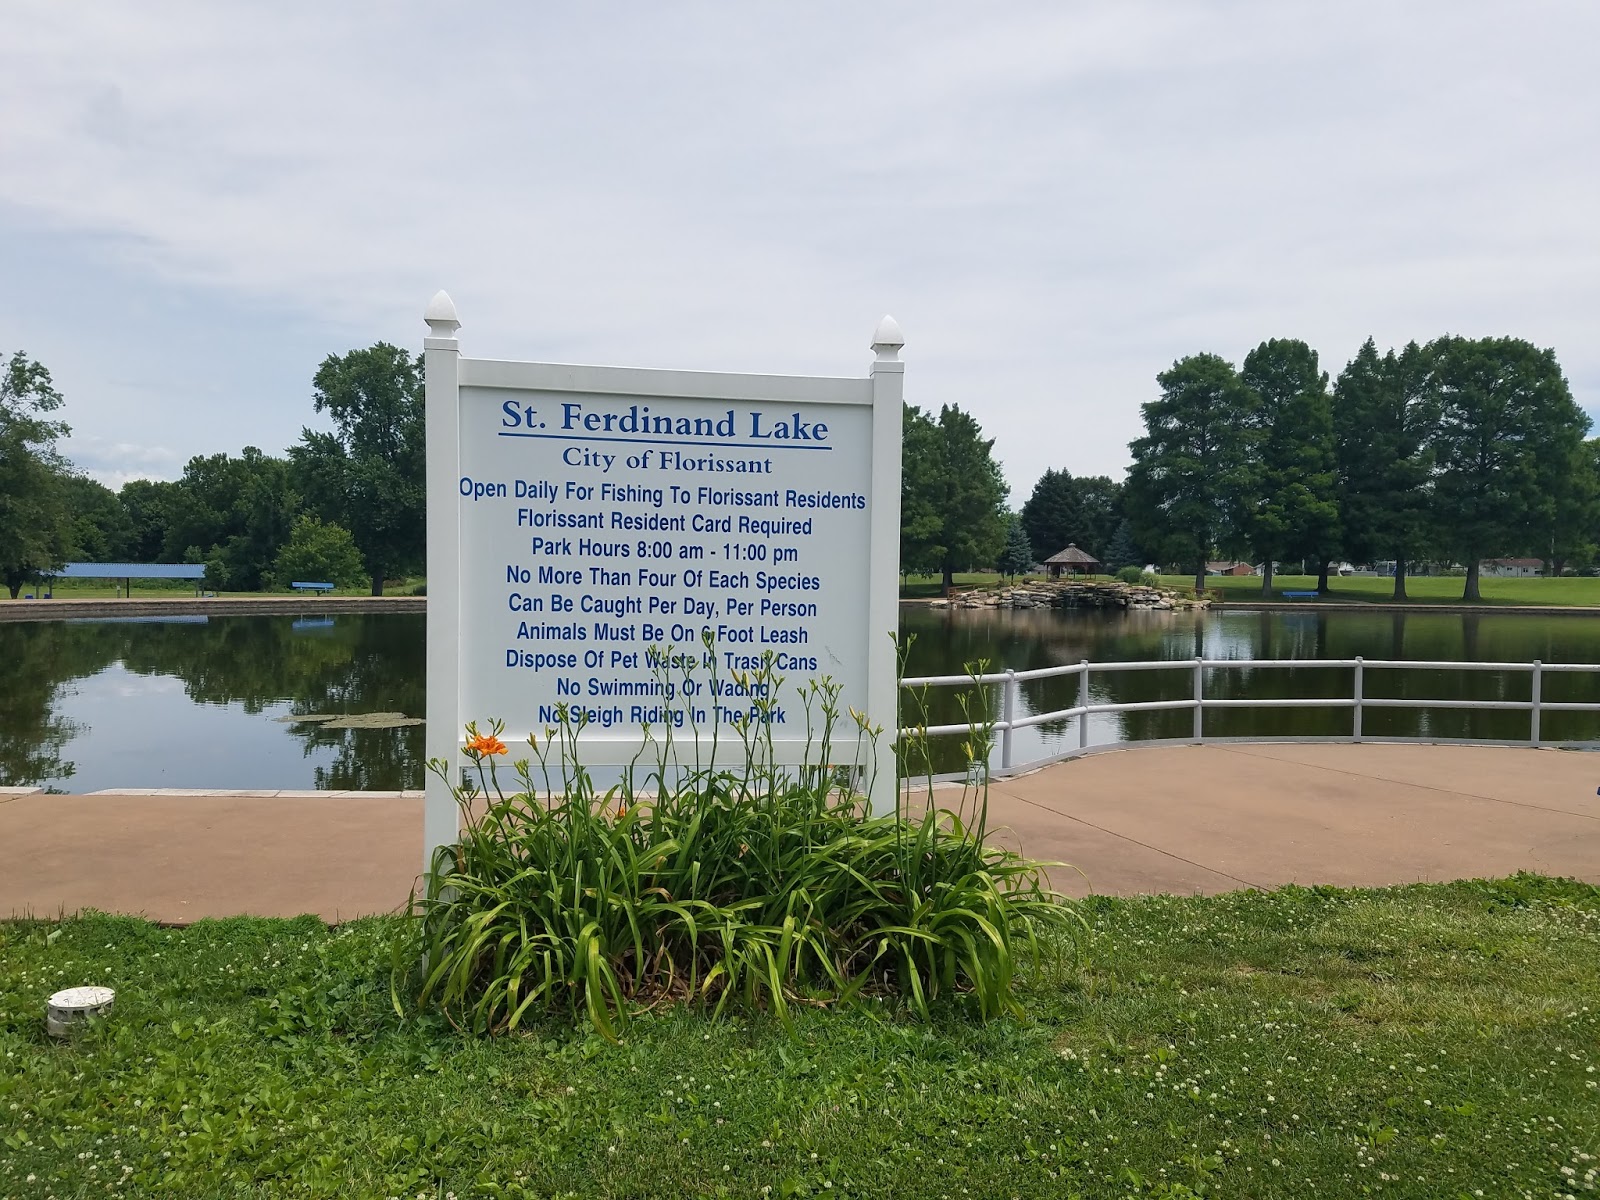 St. Ferdinand Lake
City of Florissant
Open Daily For Fishing To Florissant Residents
Florissant Resident Card Required
Park Hours 8:00 am - 11:00 pm
No More Than Four Of Each Species
Can Be Caught Per Day, Per Person
Animals Must Be On 6 Foot Leash
Dispose Of Pet Waste In Trash Cans
No Swimming Or Wading
No Sleigh Riding In The Park